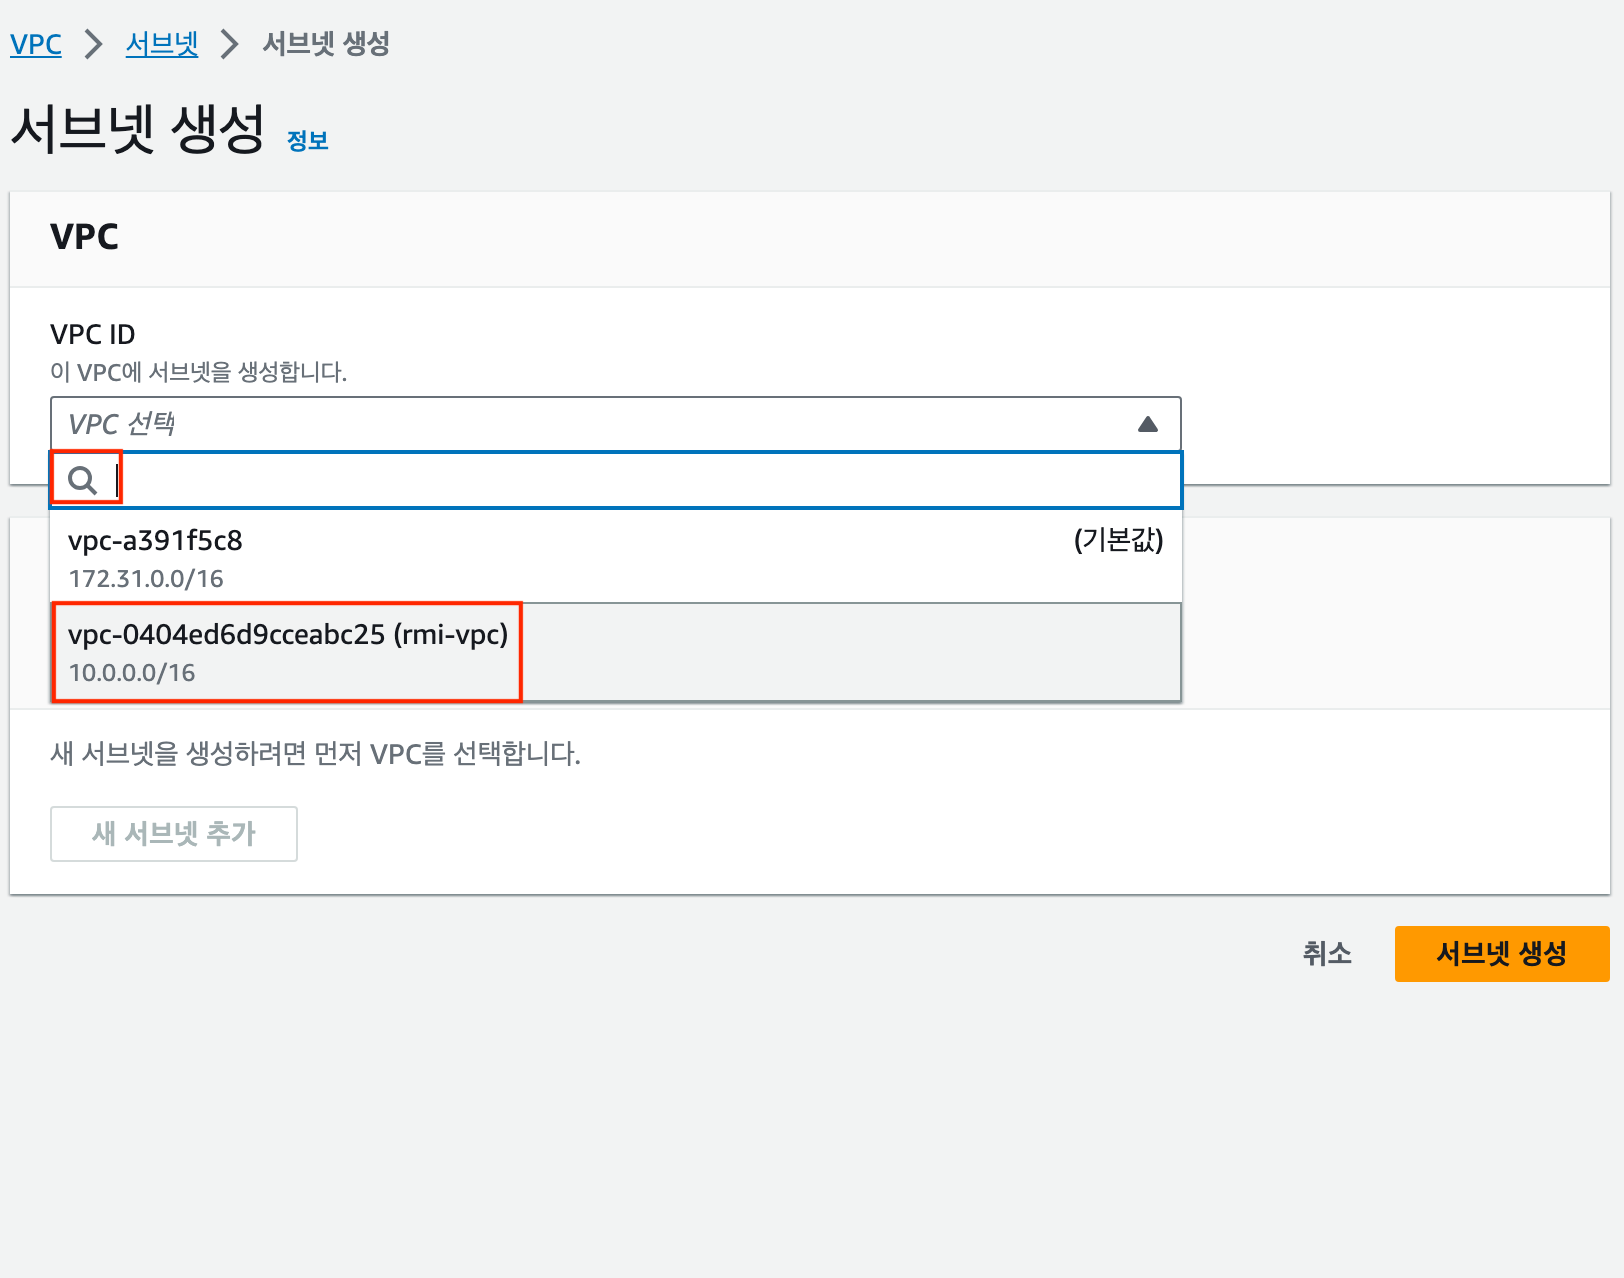 VPC > 서브넷 > 서브넷 생성
서브넷 생성 정보
VPC
VPC ID
이 VPC에 서브넷을 생성합니다.
VPC 선택
vpc-a391f5c8 (기본값)
172.31.0.0/16
vpc-0404ed6d9cceabc25 (rmi-vpc)
10.0.0.0/16
새 서브넷을 생성하려면 먼저 VPC를 선택합니다.
새 서브넷 추가
취소 서브넷 생성